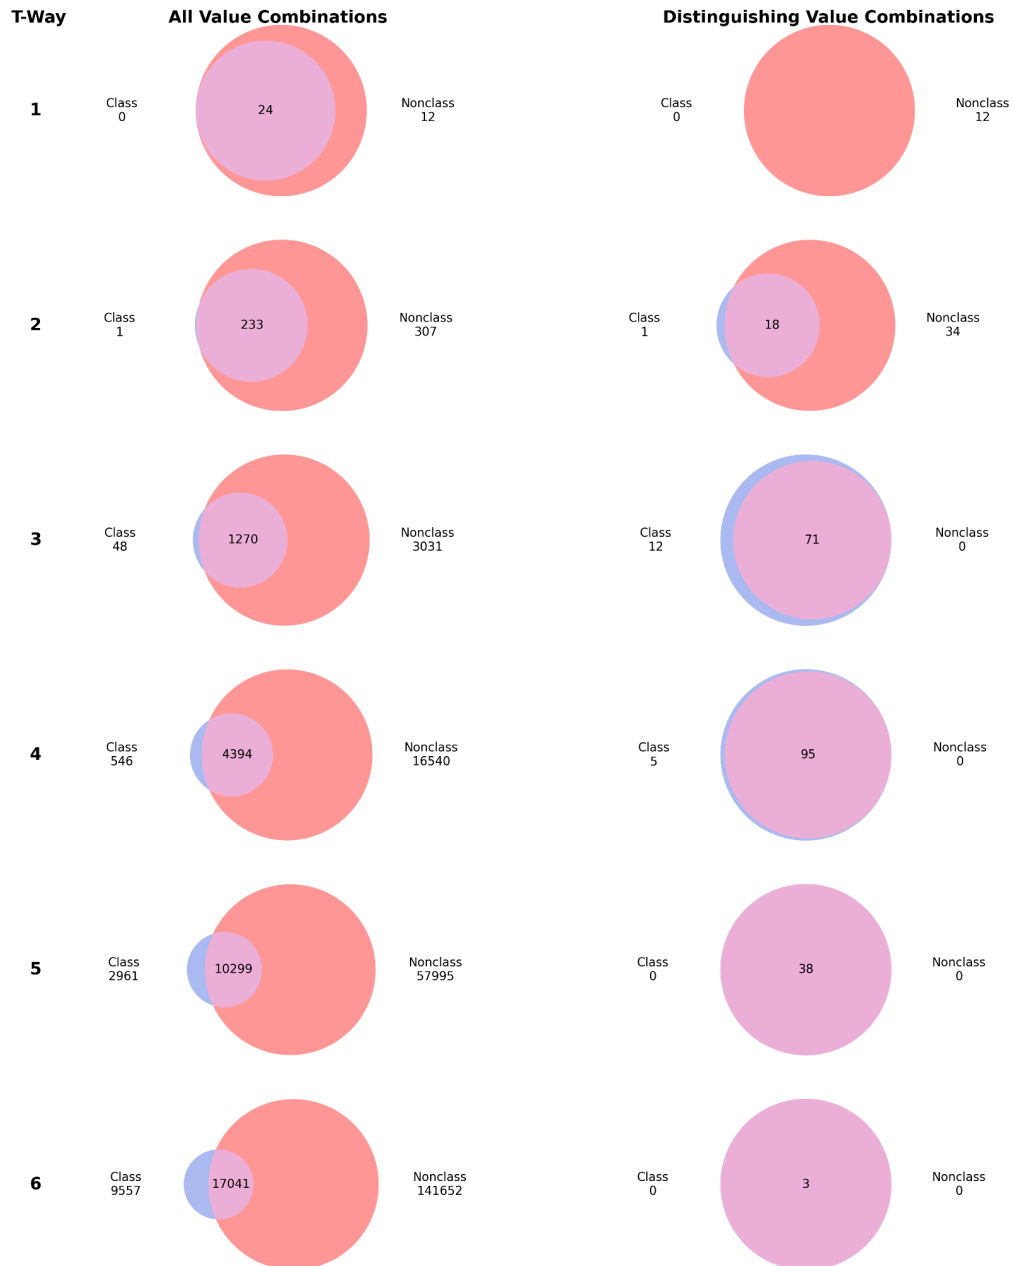 T-Way All Value Combinations Distinguishing Value Combinations
1 Class 24 Nonclass Class Nonclass
0 12 0 12
2 Class 233 Nonclass Class 18 Nonclass
1 307 1 34
3 Class 1270 Nonclass Class 71 Nonclass
48 3031 12 0
4 Class 4394 Nonclass Class 95 Nonclass
546 16540 5 0
5 Class 10299 Nonclass Class 38 Nonclass
2961 57995 0 0
6 Class 17041 Nonclass Class 3 Nonclass
9557 141652 0 0